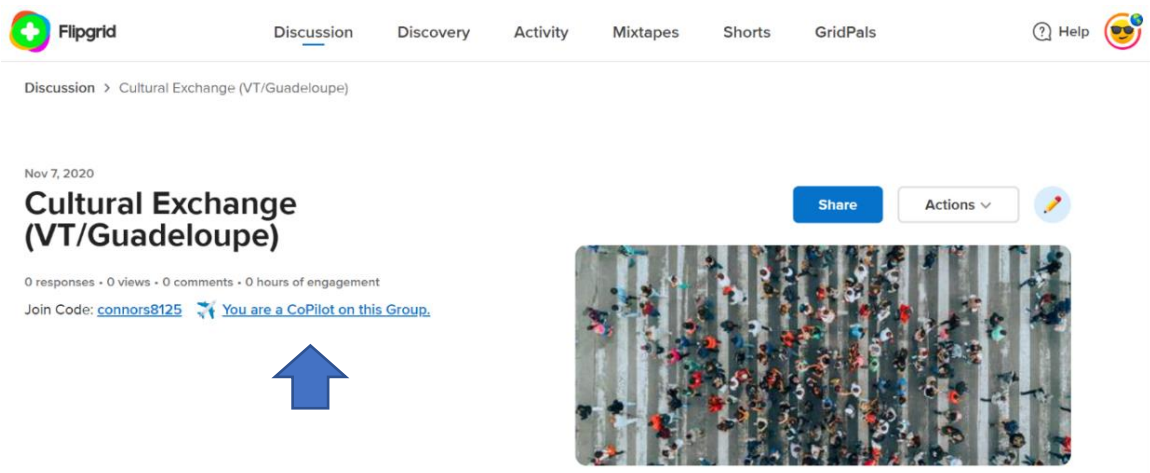 Flipgrid Discussion Discovery Activity Mixtapes Shorts GridPals Help
Discussion > Cultural Exchange (VT/Guadeloupe)
Nov 7, 2020
Cultural Exchange
(VT/Guadeloupe)
Share Actions
0 responses • 0 views • 0 comments • 0 hours of engagement
Join Code: connors8125 You are a CoPilot on this Group.